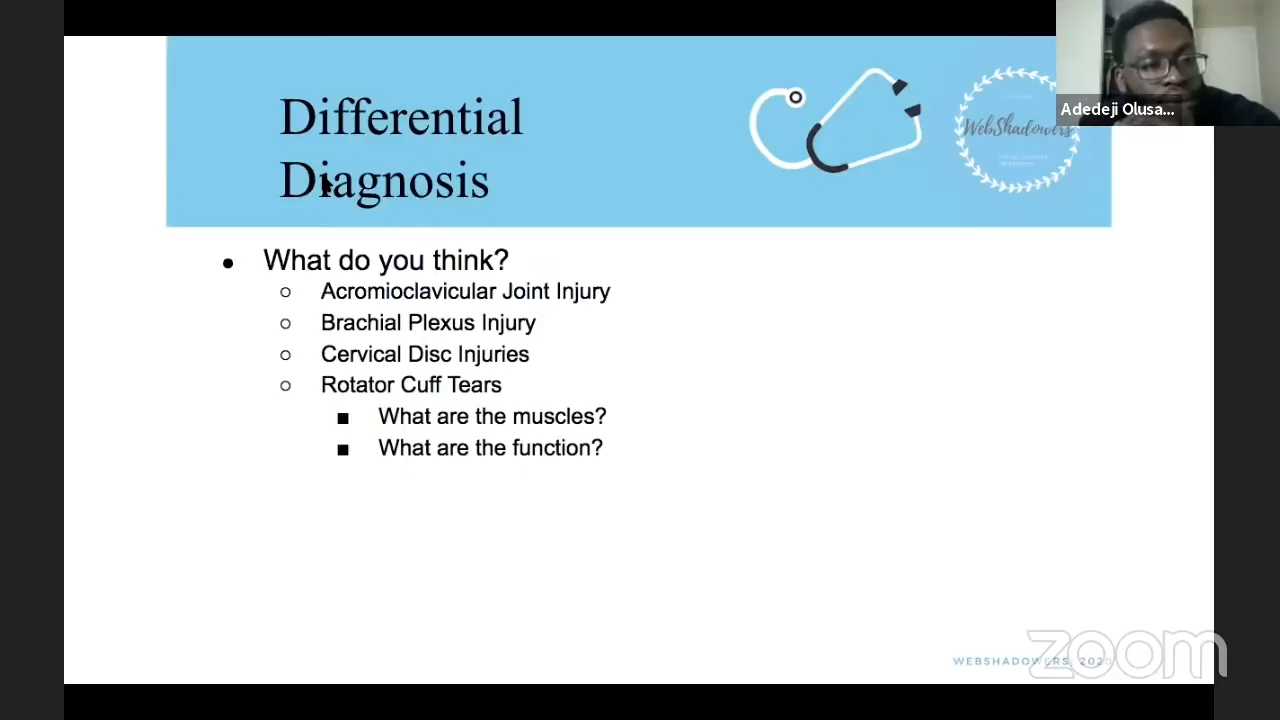 Differential
Diagnosis
WebShadowers
Adedeji Olusa...
● What do you think?
○ Acromioclavicular Joint Injury
○ Brachial Plexus Injury
○ Cervical Disc Injuries
○ Rotator Cuff Tears
■ What are the muscles?
■ What are the function?
WEBSHADOWERS, 2020
zoom